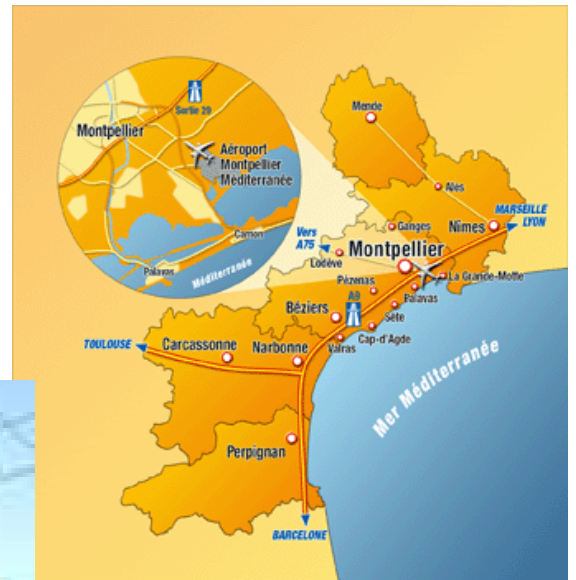 Sortie 29
Montpellier
Aéroport
Montpellier
Méditerranée
Carnon
Palavas
Méditerranée
Mende
Alès
MARSEILLE
LYON
Nîmes
Ganges
Vers
A75
Lodève
Montpellier
La Grande-Motte
Pézenas
Palavas
A9
Béziers
Sète
Cap-d'Agde
Valras
TOULOUSE
Carcassonne
Narbonne
Mer Méditerranée
Perpignan
BARCELONE